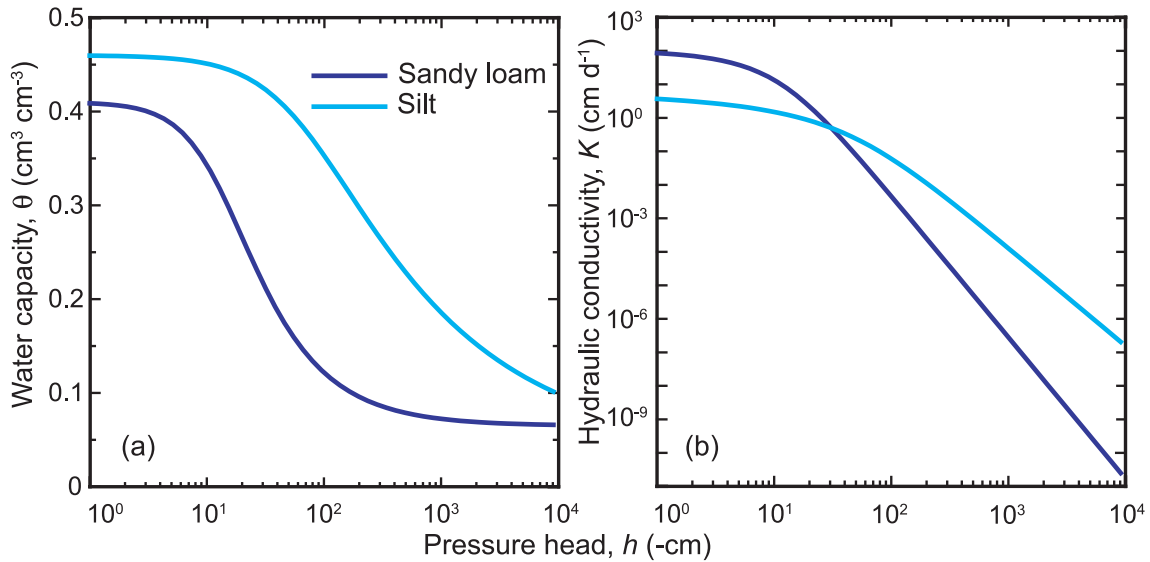 Water capacity, θ (cm³ cm⁻³)
0.5
0.4
0.3
0.2
0.1
0
Sandy loam
Silt
(a)
10⁰ 10¹ 10² 10³ 10⁴
Hydraulic conductivity, K (cm d⁻¹)
10³
10²
10⁰
10⁻³
10⁻⁶
10⁻⁹
(b)
10⁰ 10¹ 10² 10³ 10⁴
Pressure head, h (-cm)